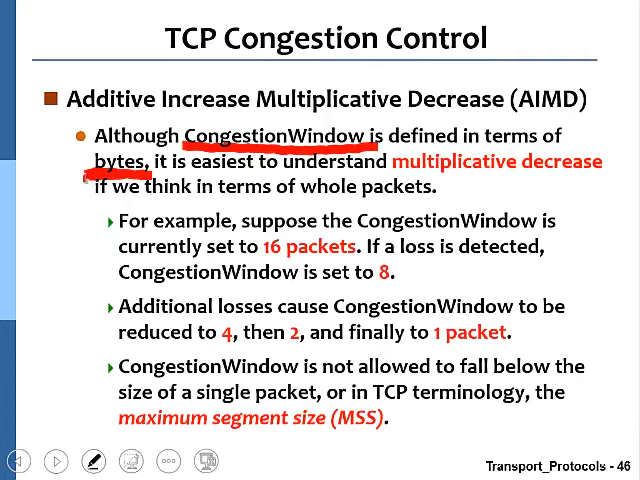 TCP Congestion Control
Additive Increase Multiplicative Decrease (AIMD)
Although CongestionWindow is defined in terms of
bytes, it is easiest to understand multiplicative decrease
if we think in terms of whole packets.
For example, suppose the CongestionWindow is
currently set to 16 packets. If a loss is detected,
CongestionWindow is set to 8.
Additional losses cause CongestionWindow to be
reduced to 4, then 2, and finally to 1 packet.
CongestionWindow is not allowed to fall below the
size of a single packet, or in TCP terminology, the
maximum segment size (MSS).
Transport_Protocols - 46